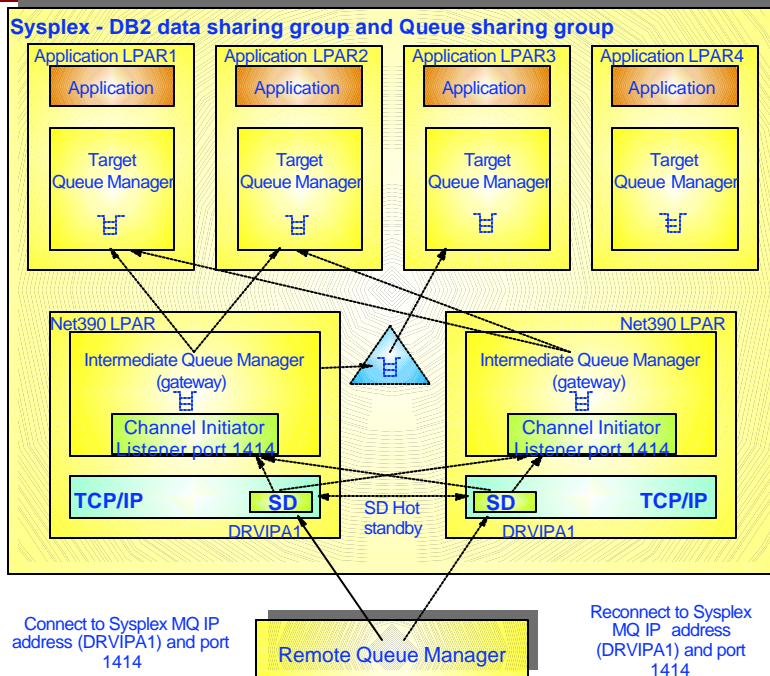 Sysplex - DB2 data sharing group and Queue sharing group
Application LPAR1
Application
Target
Queue Manager
Application LPAR2
Application
Target
Queue Manager
Application LPAR3
Application
Target
Queue Manager
Application LPAR4
Application
Target
Queue Manager
Net390 LPAR
Intermediate Queue Manager
(gateway)
Channel Initiator
Listener port 1414
TCP/IP
SD
DRVIPA1
SD Hot
standby
Net390 LPAR
Intermediate Queue Manager
(gateway)
Channel Initiator
Listener port 1414
SD
TCP/IP
DRVIPA1
Connect to Sysplex MQ IP
address (DRVIPA1) and port
1414
Remote Queue Manager
Reconnect to Sysplex
MQ IP address
(DRVIPA1) and port
1414